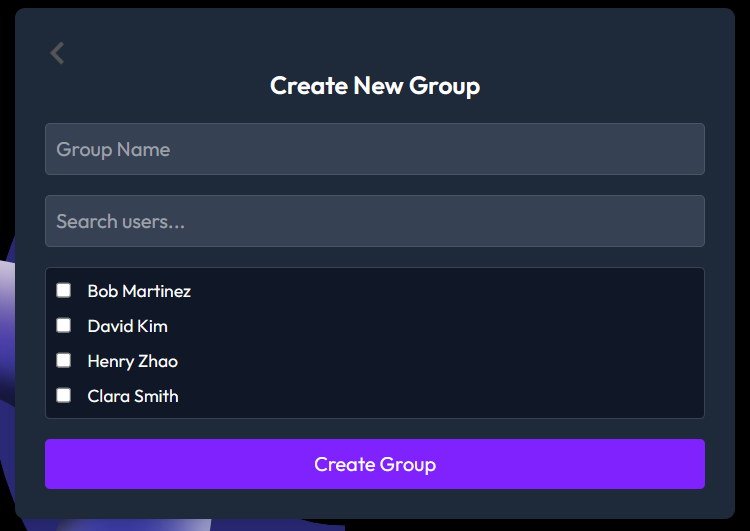 Create New Group
Group Name
Search users...
Bob Martinez
David Kim
Henry Zhao
Clara Smith
Create Group